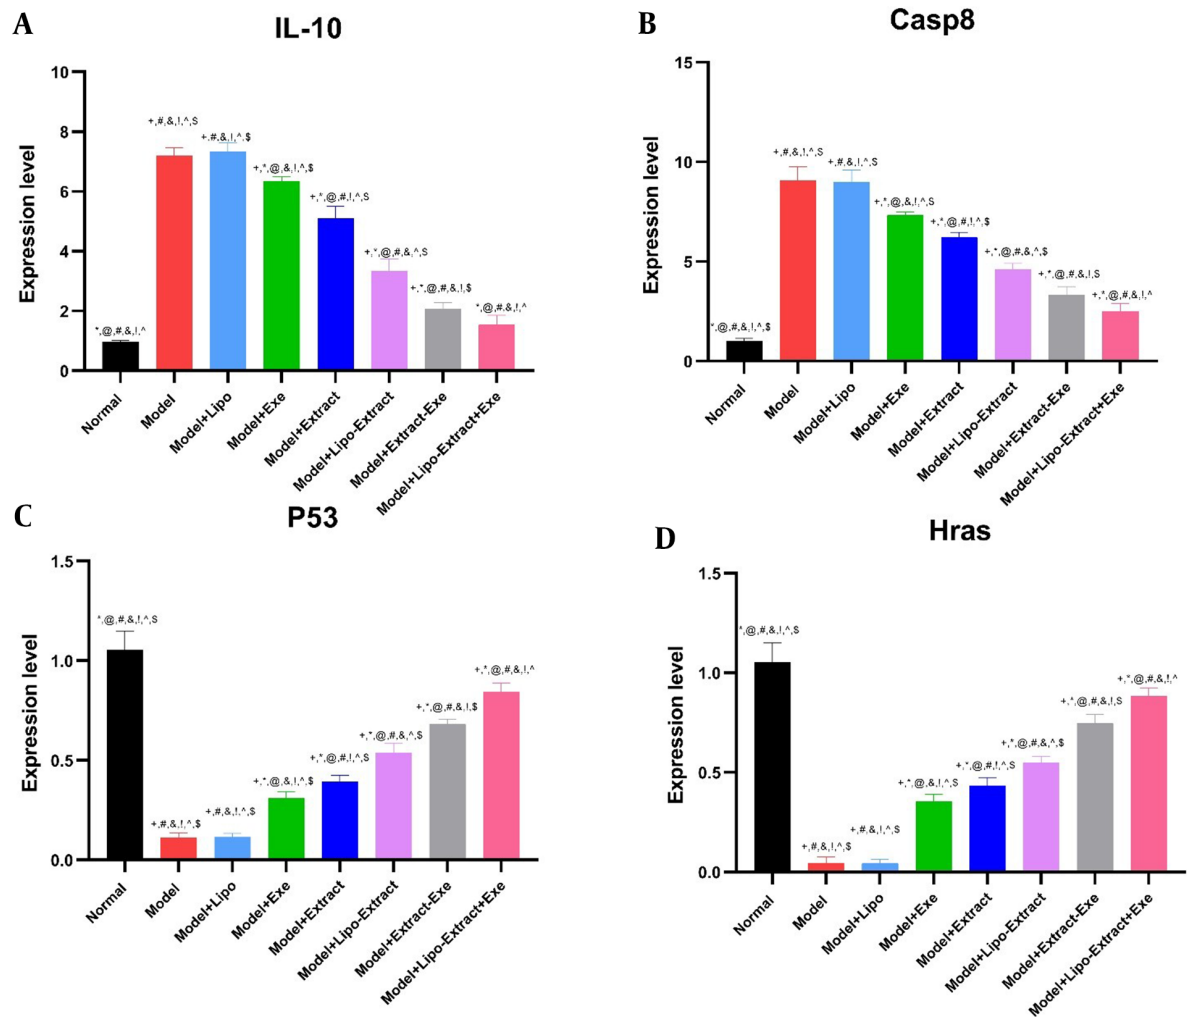 A
IL-10
Expression level
10
8
6
4
2
0
*,@,#,&,!,^
+,#,&,!,^,S
+,#,&,!,^,$
+,*,@,&,!,^,$
+,*,@,#,!,^,S
+,*,@,#,&,^,S
+,*,@,#,&,!,$
*,@,#,&,!,^
Normal
Model
Model+Lipo
Model+Exe
Model+Extract
Model+Lipo-Extract
Model+Extract-Exe
Model+Lipo-Extract+Exe
B
Casp8
Expression level
15
10
5
0
*,@,#,&,!,^,$
+,#,&,!,^,S
+,#,&,!,^,S
+,*,@,&,!,^,S
+,*,@,#,!,^,$
+,*,@,#,&,^,$
+,*,@,#,&,!,S
+,*,@,#,&,!,^
Normal
Model
Model+Lipo
Model+Exe
Model+Extract
Model+Lipo-Extract
Model+Extract-Exe
Model+Lipo-Extract+Exe
C
P53
Expression level
1.5
1.0
0.5
0.0
*,@,#,&,!,^,S
+,#,&,!,^,$
+,#,&,!,^,$
+,*,@,&,!,^,$
+,*,@,#,!,^,S
+,*,@,#,&,^,$
+,*,@,#,&,!,$
+,*,@,#,&,!,^
Normal
Model
Model+Lipo
Model+Exe
Model+Extract
Model+Lipo-Extract
Model+Extract-Exe
Model+Lipo-Extract+Exe
D
Hras
Expression level
1.5
1.0
0.5
0.0
*,@,#,&,!,^,$
+,#,&,!,^,$
+,#,&,!,^,$
+,*,@,&,!,^,S
+,*,@,#,!,^,S
+,*,@,#,&,^,$
+,*,@,#,&,!,S
+,*,@,#,&,!,^
Normal
Model
Model+Lipo
Model+Exe
Model+Extract
Model+Lipo-Extract
Model+Extract-Exe
Model+Lipo-Extract+Exe